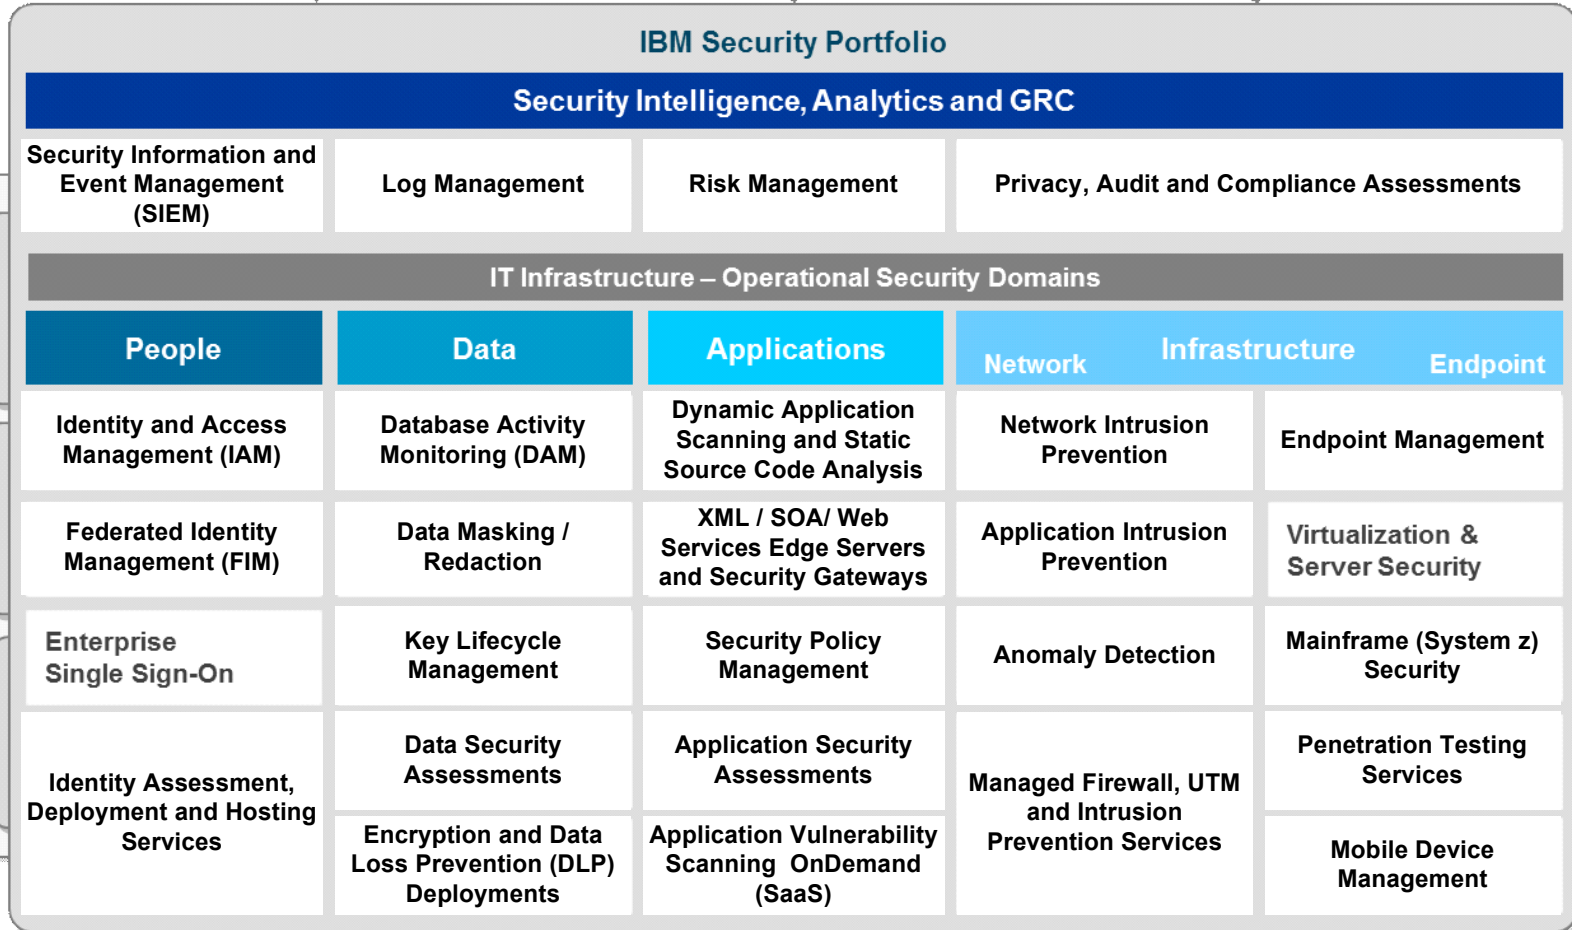 IBM Security Portfolio
Security Intelligence, Analytics and GRC
Security Information and
Event Management
(SIEM)
Log Management
Risk Management
Privacy, Audit and Compliance Assessments
IT Infrastructure – Operational Security Domains
People
Data
Applications
Infrastructure
Network
Endpoint
Identity and Access
Management (IAM)
Database Activity
Monitoring (DAM)
Dynamic Application
Scanning and Static
Source Code Analysis
Network Intrusion
Prevention
Endpoint Management
Federated Identity
Management (FIM)
Data Masking /
Redaction
XML / SOA/ Web
Services Edge Servers
and Security Gateways
Application Intrusion
Prevention
Virtualization &
Server Security
Enterprise
Single Sign-On
Key Lifecycle
Management
Security Policy
Management
Anomaly Detection
Mainframe (System z)
Security
Identity Assessment,
Deployment and Hosting
Services
Data Security
Assessments
Application Security
Assessments
Managed Firewall, UTM
and Intrusion
Prevention Services
Penetration Testing
Services
Encryption and Data
Loss Prevention (DLP)
Deployments
Application Vulnerability
Scanning OnDemand
(SaaS)
Mobile Device
Management